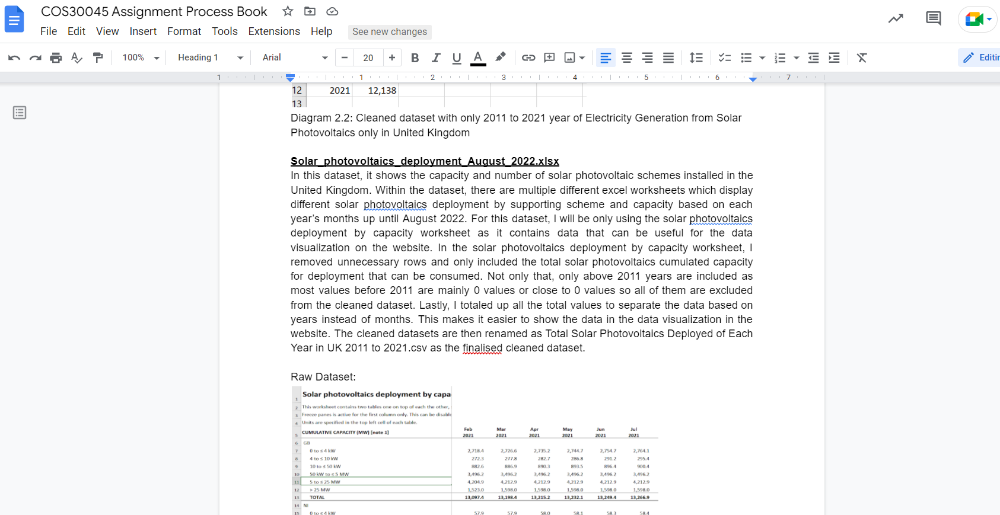 COS30045 Assignment Process Book
File Edit View Insert Format Tools Extensions Help See new changes
100% Heading 1 Arial − 20 + B I U A
1 1 2 3 4 5 6 7
12 2021 12,138
13
Diagram 2.2: Cleaned dataset with only 2011 to 2021 year of Electricity Generation from Solar
Photovoltaics only in United Kingdom
Solar_photovoltaics_deployment_August_2022.xlsx
In this dataset, it shows the capacity and number of solar photovoltaic schemes installed in the
United Kingdom. Within the dataset, there are multiple different excel worksheets which display
different solar photovoltaics deployment by supporting scheme and capacity based on each
year’s months up until August 2022. For this dataset, I will be only using the solar photovoltaics
deployment by capacity worksheet as it contains data that can be useful for the data
visualization on the website. In the solar photovoltaics deployment by capacity worksheet, I
removed unnecessary rows and only included the total solar photovoltaics cumulated capacity
for deployment that can be consumed. Not only that, only above 2011 years are included as
most values before 2011 are mainly 0 values or close to 0 values so all of them are excluded
from the cleaned dataset. Lastly, I totaled up all the total values to separate the data based on
years instead of months. This makes it easier to show the data in the data visualization in the
website. The cleaned datasets are then renamed as Total Solar Photovoltaics Deployed of Each
Year in UK 2011 to 2021.csv as the finalised cleaned dataset.
Raw Dataset:
1 Solar photovoltaics deployment by capa
2 This worksheet contains two tables one on top of each the other,
3 Freeze panes is active for the first column only. This can be disable
4 Units are specified in the top left cell of each table.
Feb Mar Apr May Jun Jul
5 CUMULATIVE CAPACITY (MW) [note 1] 2021 2021 2021 2021 2021 2021
6 GB
7 0 to ≤ 4 kW 2,718.4 2,726.6 2,735.2 2,744.7 2,754.7 2,764.1
8 4 to ≤ 10 kW 272.3 277.8 282.7 286.8 291.2 295.4
9 10 to ≤ 50 kW 882.6 886.9 890.3 893.5 896.4 900.4
10 50 kW to ≤ 5 MW 3,496.2 3,496.2 3,496.2 3,496.2 3,496.2 3,496.2
11 5 to ≤ 25 MW 4,204.9 4,212.9 4,212.9 4,212.9 4,212.9 4,212.9
12 > 25 MW 1,523.0 1,598.0 1,598.0 1,598.0 1,598.0 1,598.0
13 TOTAL 13,097.4 13,198.4 13,215.2 13,232.1 13,249.4 13,266.9
14 NI
15 0 to ≤ 4 kW 57.9 57.9 58.0 58.1 58.3 58.4